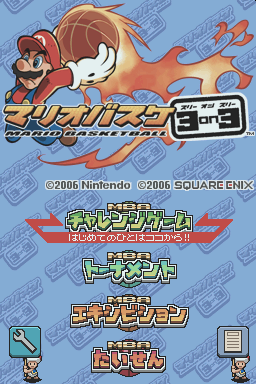 マリオバスケ 3on3
スリー オン スリー
MARIO BASKETBALL
TM
©2006 Nintendo ©2006 SQUARE ENIX
MBA
チャレンジゲーム
はじめてのひとはココから!!
MBA
トーナメント
MBA
エキシビション
MBA
たいせん